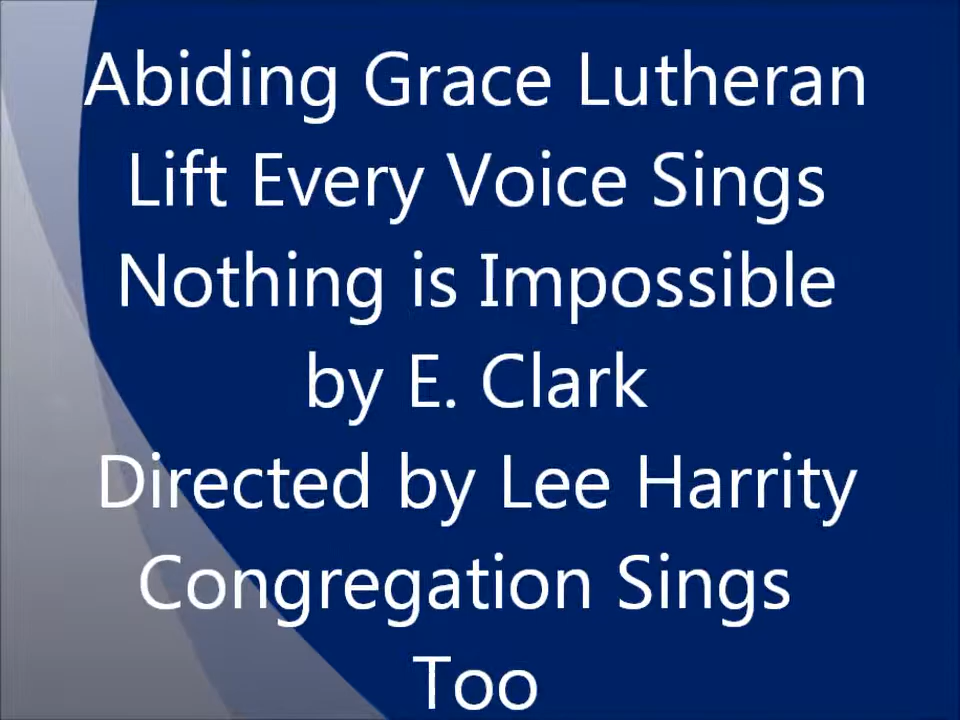 Abiding Grace Lutheran
Lift Every Voice Sings
Nothing is Impossible
by E. Clark
Directed by Lee Harrity
Congregation Sings
Too